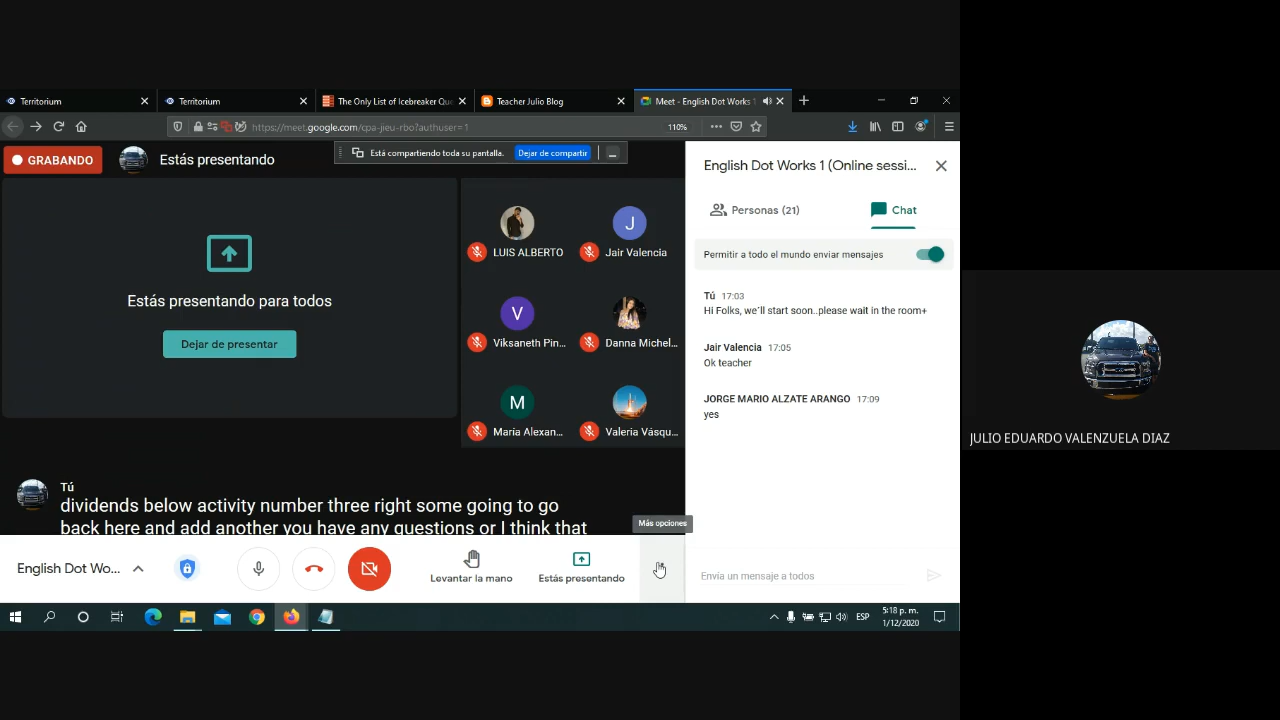 Territorium
Territorium
The Only List of Icebreaker Que
Teacher Julio Blog
Meet - English Dot Works 1
https://meet.google.com/cpa-jieu-rbo?authuser=1
110%
GRABANDO
Estás presentando
Está compartiendo toda su pantalla.
Dejar de compartir
Estás presentando para todos
Dejar de presentar
LUIS ALBERTO
J
Jair Valencia
V
Viksaneth Pin...
Danna Michel...
M
María Alexan...
Valeria Vásqu...
English Dot Works 1 (Online sessi...
Personas (21)
Chat
Permitir a todo el mundo enviar mensajes
Tú 17:03
Hi Folks, we'll start soon..please wait in the room+
Jair Valencia 17:05
Ok teacher
JORGE MARIO ALZATE ARANGO 17:09
yes
Envía un mensaje a todos
Tú
dividends below activity number three right some going to go
back here and add another you have any questions or I think that
Más opciones
English Dot Wo...
Levantar la mano
Estás presentando
ESP
5:18 p. m.
1/12/2020
JULIO EDUARDO VALENZUELA DIAZ